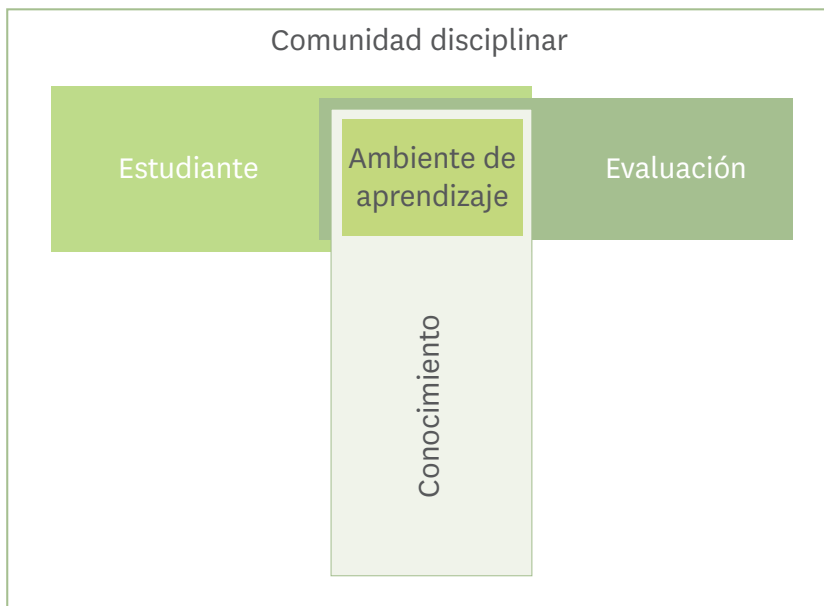 Comunidad disciplinar
Estudiante
Ambiente de
aprendizaje
Evaluación
Conocimiento